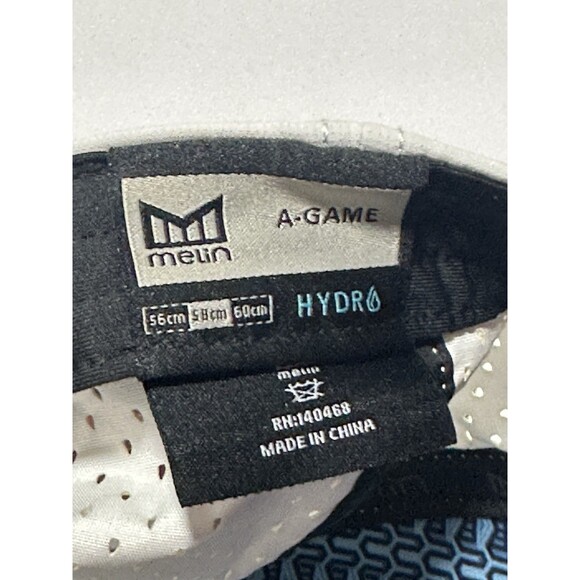 A-GAME
melin
56cm 58cm 60cm HYDRO
melin
RN:140468
MADE IN CHINA